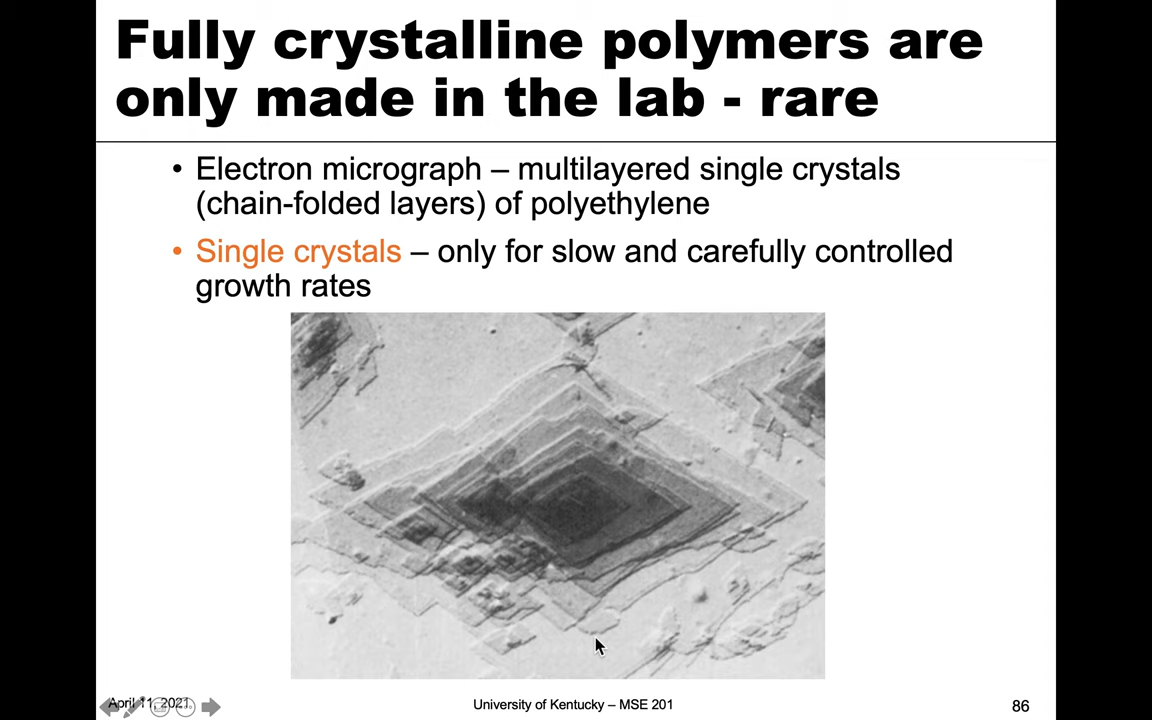 Fully crystalline polymers are
only made in the lab - rare
• Electron micrograph – multilayered single crystals
(chain-folded layers) of polyethylene
• Single crystals – only for slow and carefully controlled
growth rates
April 11, 2021
University of Kentucky – MSE 201
86